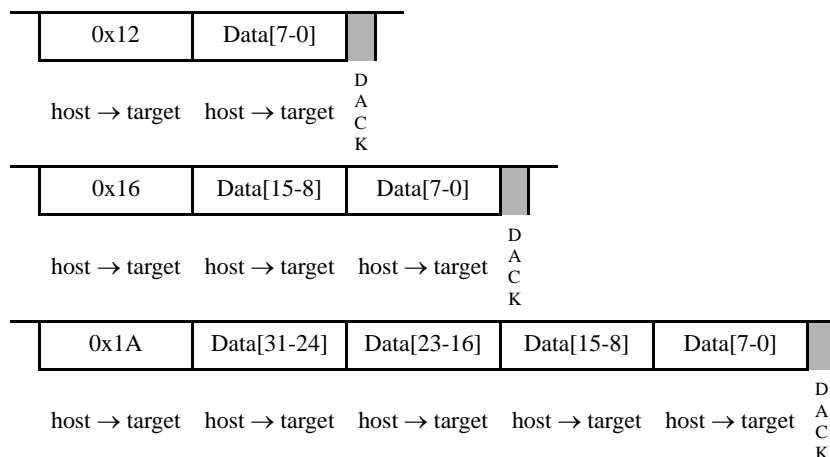 0x12 Data[7-0]
host → target host → target
D
A
C
K
0x16 Data[15-8] Data[7-0]
host → target host → target host → target
D
A
C
K
0x1A Data[31-24] Data[23-16] Data[15-8] Data[7-0]
host → target host → target host → target host → target host → target
D
A
C
K